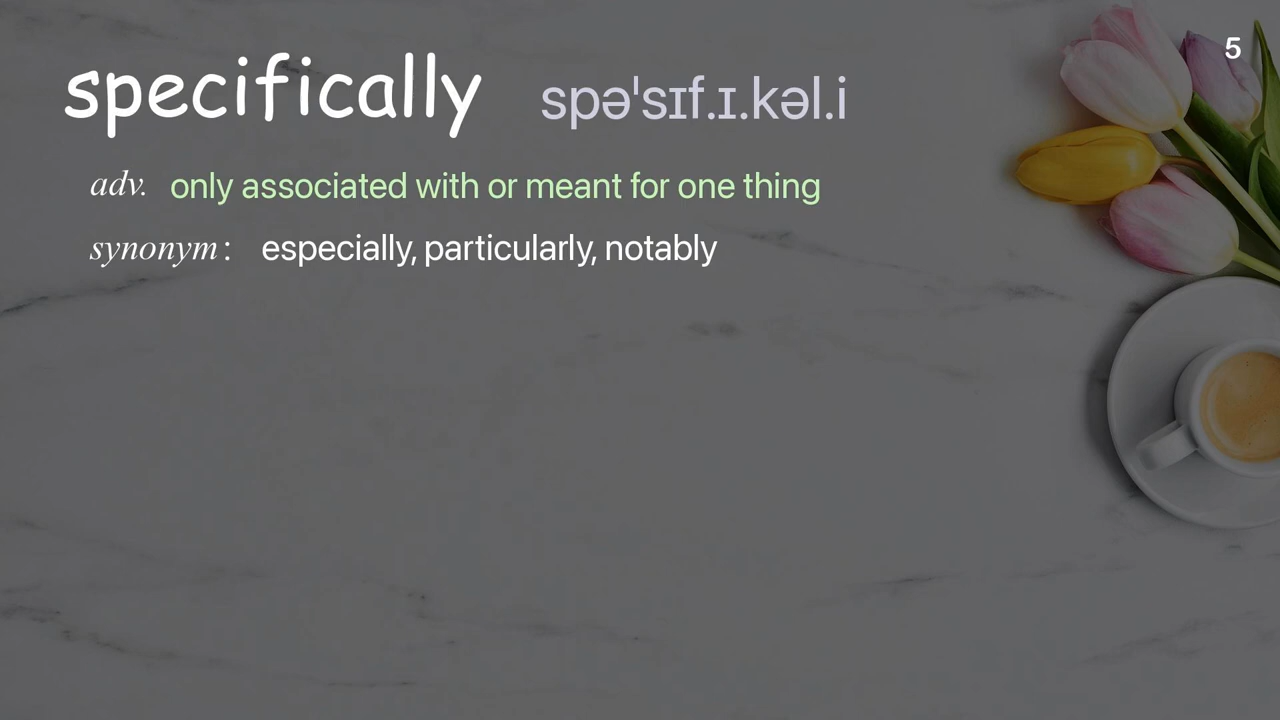 5
specifically spəˈsɪf.ɪ.kəl.i
adv. only associated with or meant for one thing
synonym: especially, particularly, notably